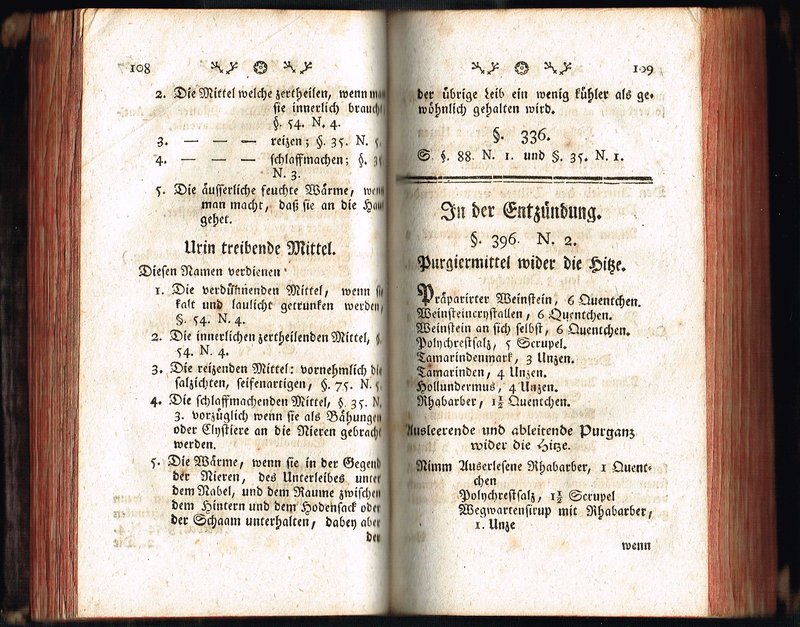 108
2. Die Mittel welche zertheilen, wenn man
sie innerlich braucht
§. 54. N. 4.
3. — — — reizen; §. 35. N. 5.
4. — — — schlaffmachen; §. 35
N. 3.
5. Die äusserliche feuchte Wärme, wenn
man macht, daß sie an die Haut
gehet.
Urin treibende Mittel.
Diesen Namen verdienen
1. Die verdünnenden Mittel, wenn sie
kalt und laulicht getrunken werden,
§. 54. N. 4.
2. Die innerlichen zertheilenden Mittel, §.
54. N. 4.
3. Die reizenden Mittel: vornehmlich die
salzichten, seifenartigen, §. 75. N. 5.
4. Die schlaffmachenden Mittel, §. 35. N.
3. vorzüglich wenn sie als Bähungen
oder Clystiere an die Nieren gebracht
werden.
5. Die Wärme, wenn sie in der Gegend
der Nieren, des Unterleibes unter
dem Nabel, und dem Raume zwischen
dem Hintern und dem Hodensack oder
der Schaam unterhalten, dabey aber
der
109
der übrige Leib ein wenig kühler als ge-
wöhnlich gehalten wird.
§. 336.
S. §. 88. N. 1. und §. 35. N. 1.
In der Entzündung.
§. 396. N. 2.
Purgiermittel wider die Hitze.
Präparirter Weinstein, 6 Quentchen.
Weinsteincrystallen, 6 Quentchen.
Weinstein an sich selbst, 6 Quentchen.
Polychrestsalz, 5 Scrupel.
Tamarindenmark, 3 Unzen.
Tamarinden, 4 Unzen.
Hollundermus, 4 Unzen.
Rhabarber, 1½ Quentchen.
Ausleerende und ableitende Purganz
wider die Hitze.
Nimm Auserlesene Rhabarber, 1 Quent-
chen
Polychrestsalz, 1½ Scrupel
Wegwartensirup mit Rhabarber,
1. Unze
wenn